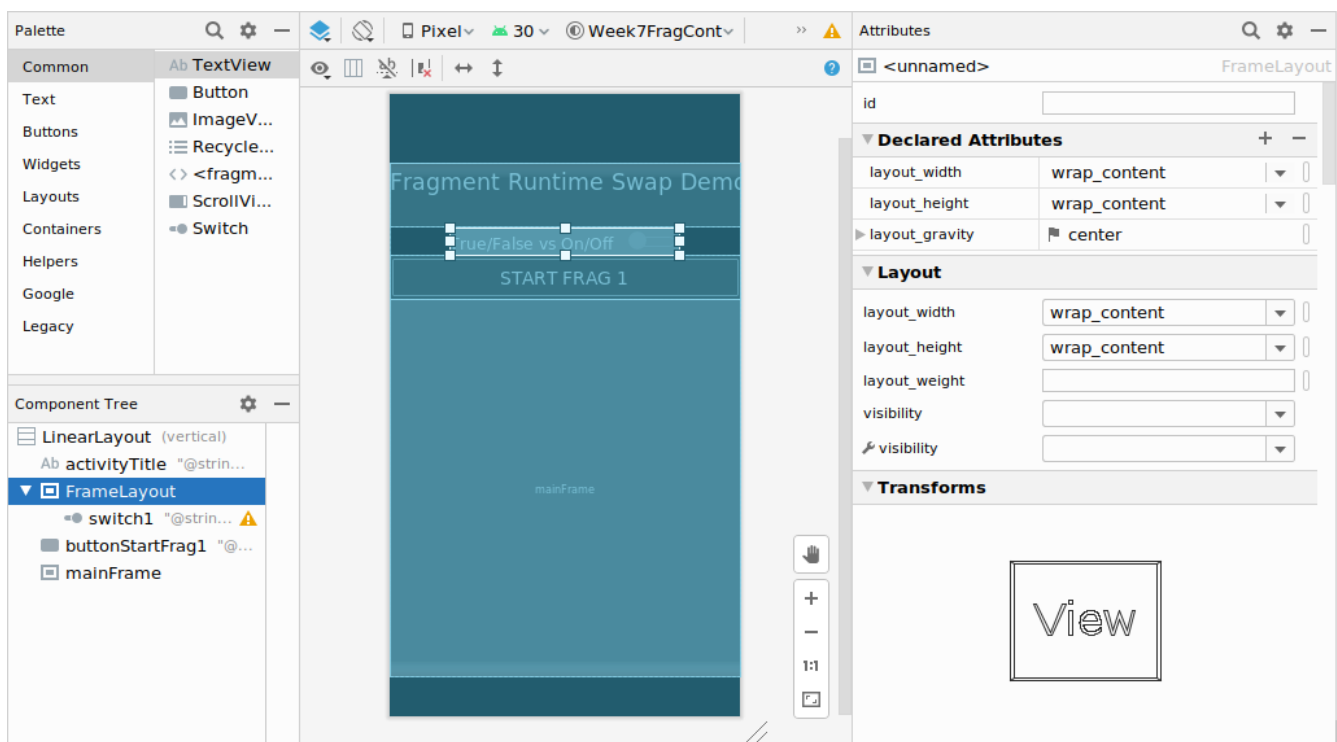 Palette
Common
Text
Buttons
Widgets
Layouts
Containers
Helpers
Google
Legacy
Ab TextView
Button
ImageV...
Recycle...
<> <fragm...
ScrollVi...
Switch
Component Tree
LinearLayout (vertical)
Ab activityTitle "@strin...
FrameLayout
switch1 "@strin...
buttonStartFrag1 "@...
mainFrame
Pixel 30 Week7FragCont >>
?
Fragment Runtime Swap Demo
True/False vs On/Off
START FRAG 1
mainFrame
+
−
1:1
Attributes
<unnamed> FrameLayout
id
Declared Attributes + −
layout_width wrap_content
layout_height wrap_content
layout_gravity center
Layout
layout_width wrap_content
layout_height wrap_content
layout_weight
visibility
visibility
Transforms
View